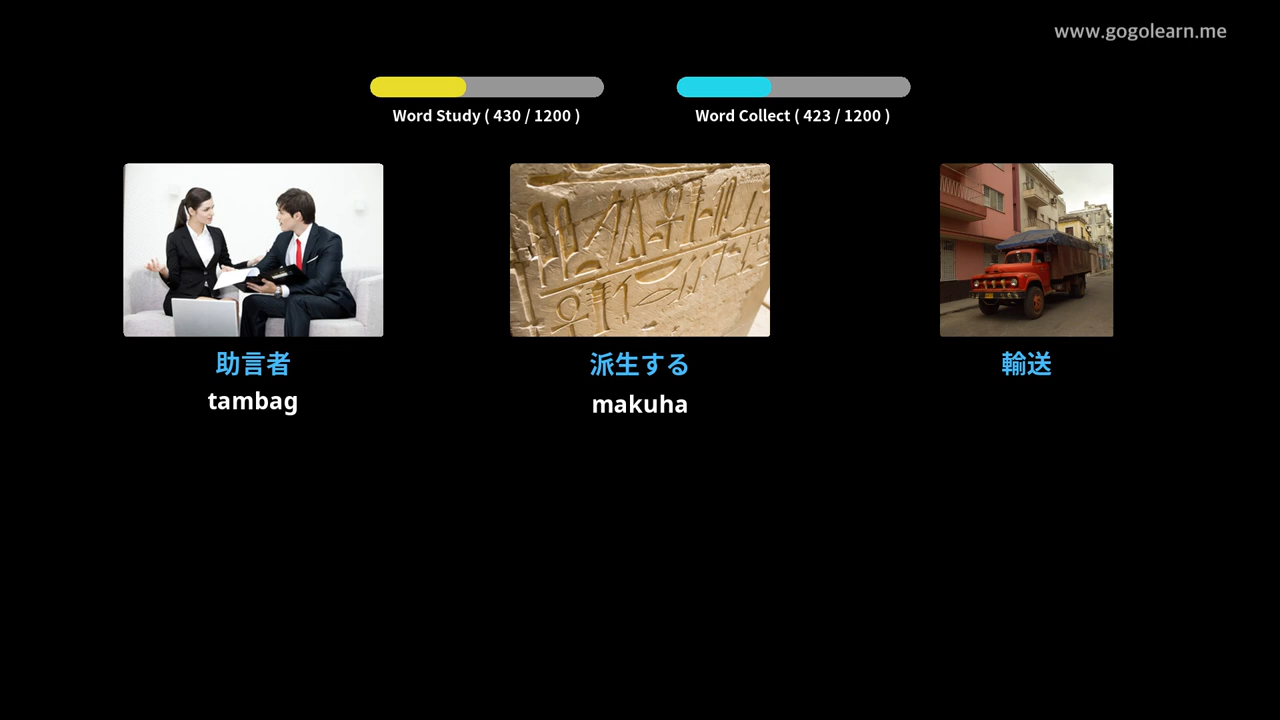 www.gogolearn.me
Word Study ( 430 / 1200 )
Word Collect ( 423 / 1200 )
助言者
派生する
輸送
tambag
makuha